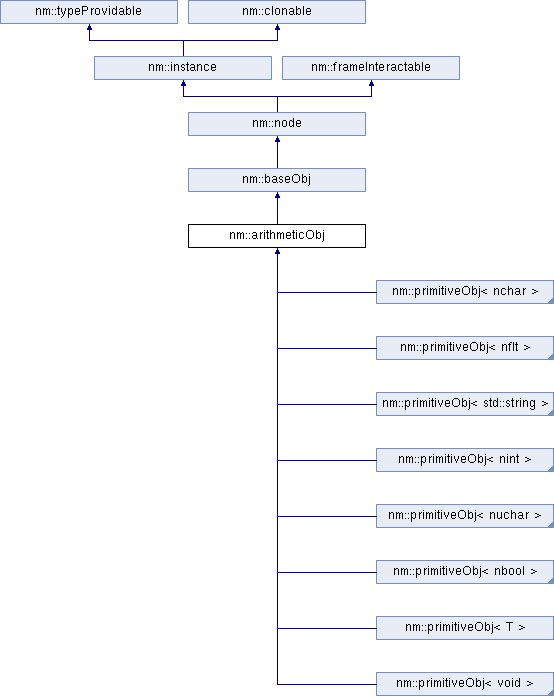 nm::typeProvidable
nm::clonable
nm::instance
nm::frameInteractable
nm::node
nm::baseObj
nm::arithmeticObj
nm::primitiveObj< nchar >
nm::primitiveObj< nflt >
nm::primitiveObj< std::string >
nm::primitiveObj< nint >
nm::primitiveObj< nuchar >
nm::primitiveObj< nbool >
nm::primitiveObj< T >
nm::primitiveObj< void >